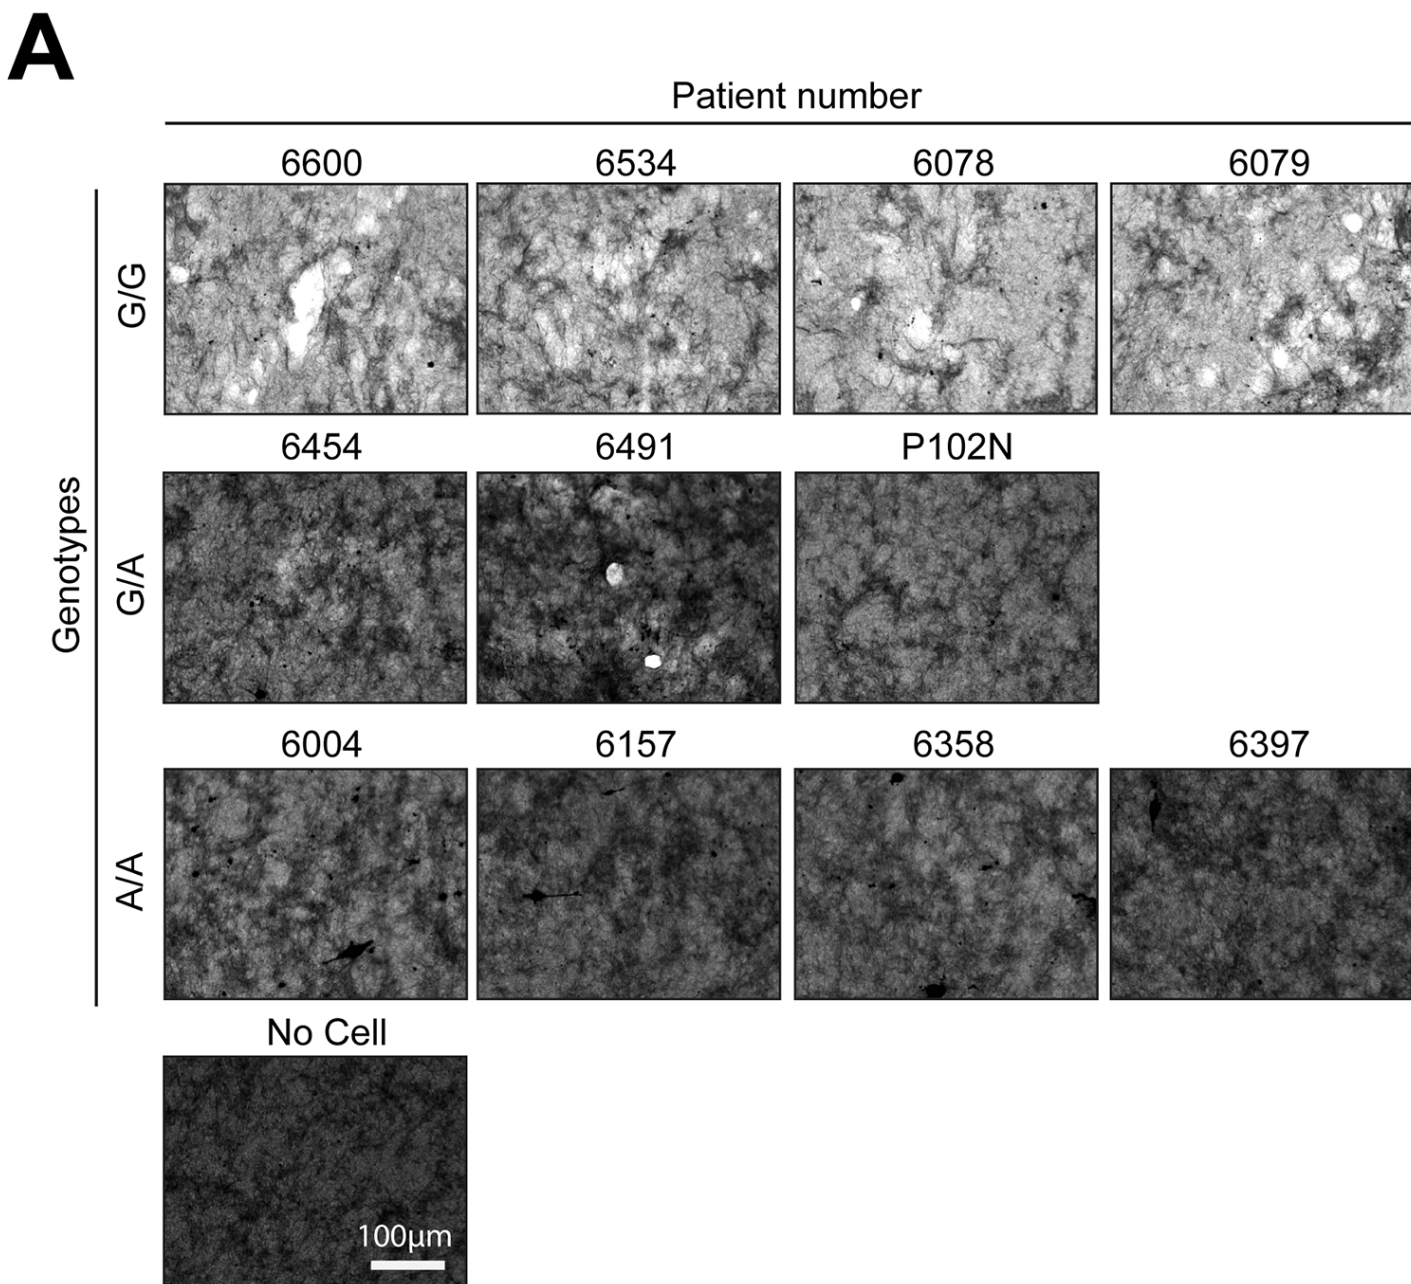 A
Patient number
6600 6534 6078 6079
G/G
6454 6491 P102N
Genotypes
G/A
6004 6157 6358 6397
A/A
No Cell
100μm